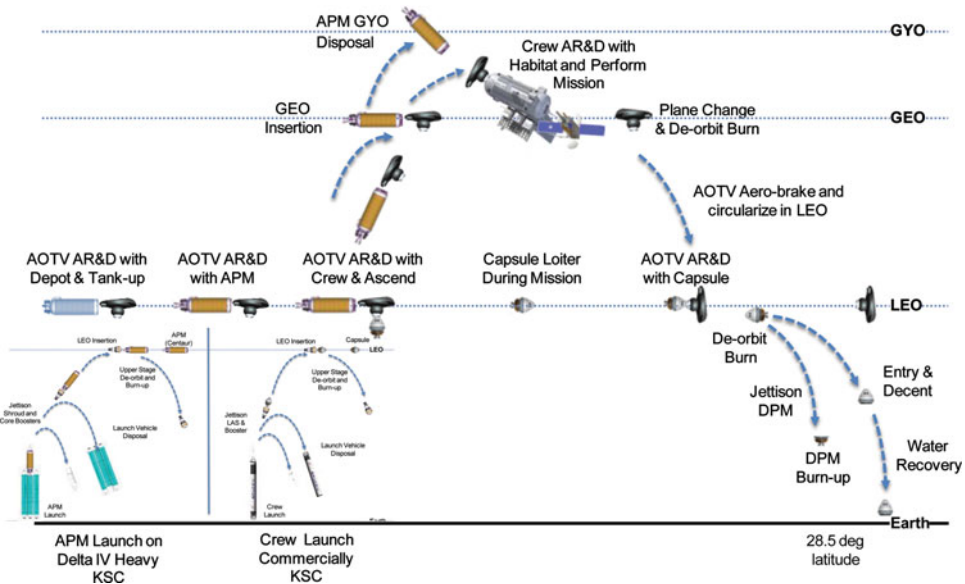 APM GYO
Disposal
GYO
Crew AR&D with
Habitat and Perform
Mission
GEO
Insertion
Plane Change
& De-orbit Burn
GEO
AOTV Aero-brake and
circularize in LEO
AOTV AR&D with
Depot & Tank-up
AOTV AR&D
with APM
AOTV AR&D with
Crew & Ascend
Capsule Loiter
During Mission
AOTV AR&D
with Capsule
LEO
LEO Insertion
APM
(Centaur)
Upper Stage
De-orbit and
Burn-up
Jettison
Shroud and
Core Boosters
Launch Vehicle
Disposal
APM
Launch
LEO Insertion
Capsule
LEO
Upper Stage
De-orbit and
Burn-up
Jettison
LAS &
Booster
Launch Vehicle
Disposal
Crew
Launch
De-orbit
Burn
Jettison
DPM
Entry &
Decent
DPM
Burn-up
Water
Recovery
Earth
APM Launch on
Delta IV Heavy
KSC
Crew Launch
Commercially
KSC
28.5 deg
latitude